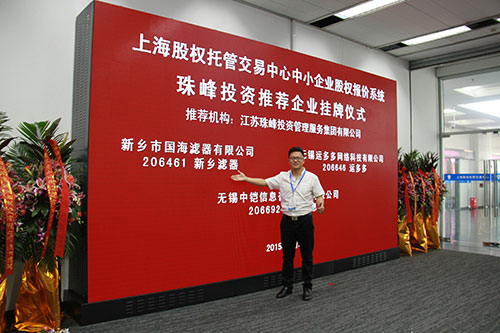 上海股权托管交易中心中小企业股权报价系统
珠峰投资推荐企业挂牌仪式
推荐机构：江苏珠峰投资管理服务集团有限公司
新乡市国海滤器有限公司
206461 新乡滤器
无锡运多多网络科技有限公司
206646 运多多
无锡中铠信息
公司
20692
2015